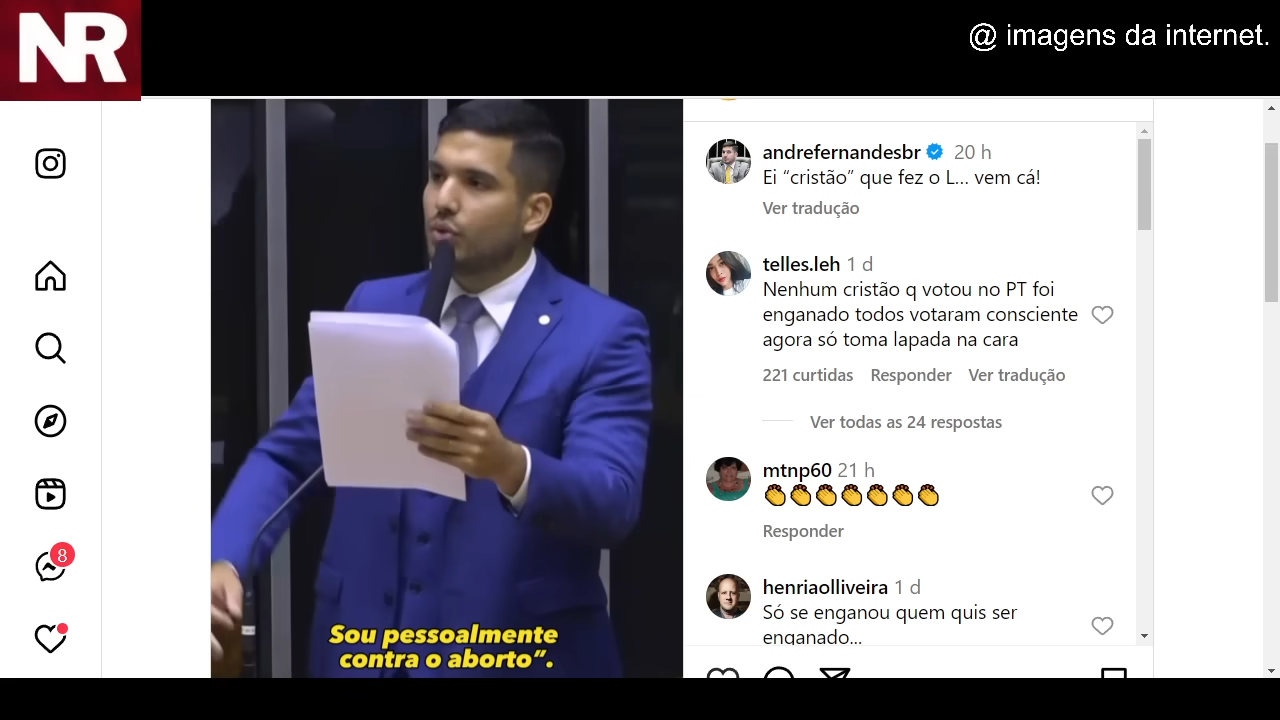 NR
@ imagens da internet.
andrefernandesbr 20 h
Ei “cristão” que fez o L... vem cá!
Ver tradução
telles.leh 1 d
Nenhum cristão q votou no PT foi
enganado todos votaram consciente
agora só toma lapada na cara
221 curtidas Responder Ver tradução
Ver todas as 24 respostas
mtnp60 21 h
👏👏👏👏👏👏👏
Responder
henriaolliveira 1 d
Só se enganou quem quis ser
enganado...
8
Sou pessoalmente
contra o aborto”.